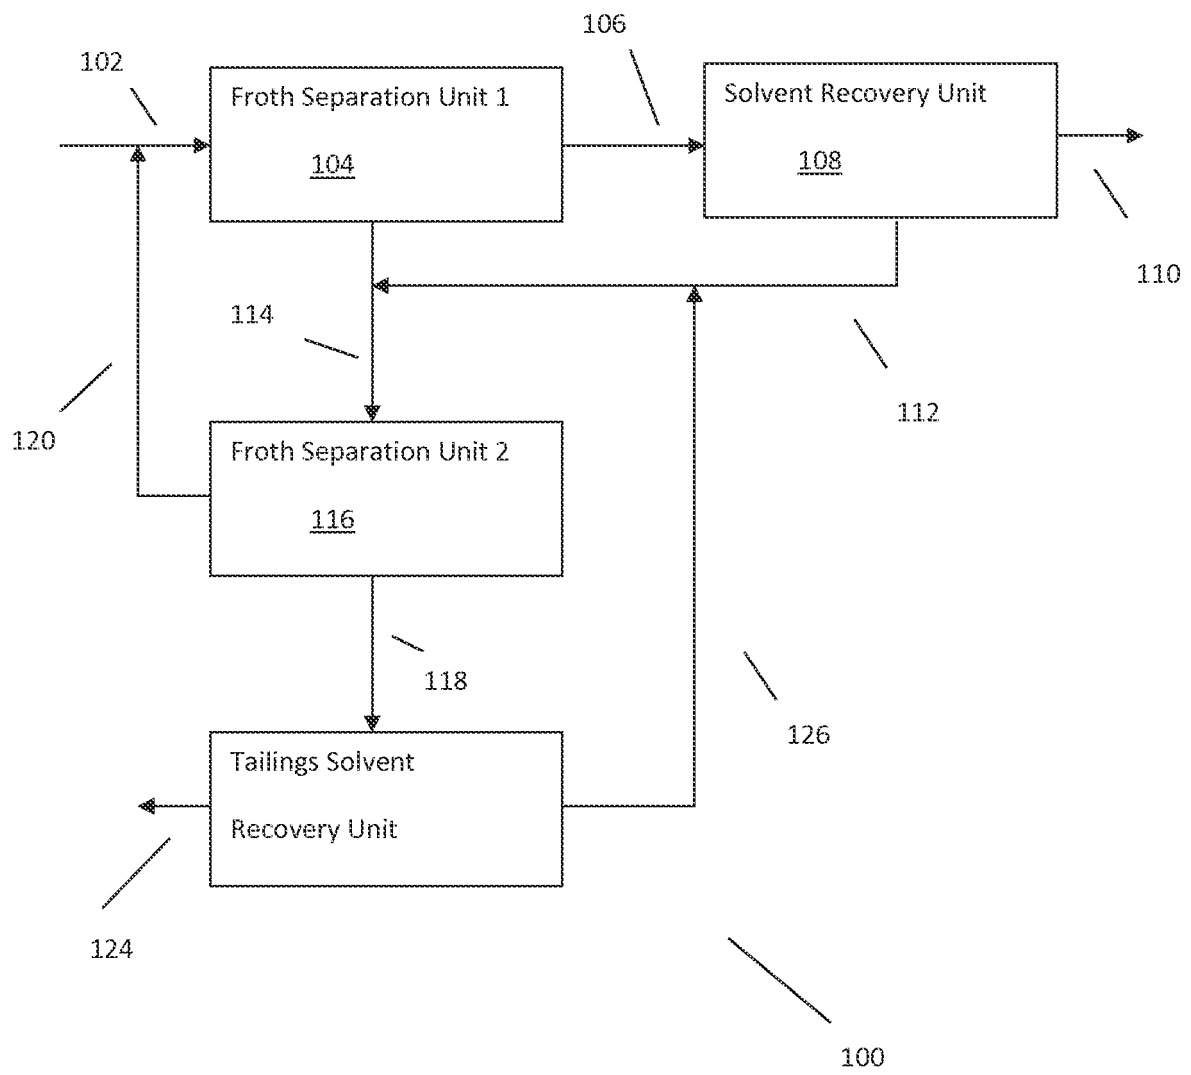 106
102
Froth Separation Unit 1
104
Solvent Recovery Unit
108
110
114
112
120
Froth Separation Unit 2
116
118
126
Tailings Solvent
Recovery Unit
124
100